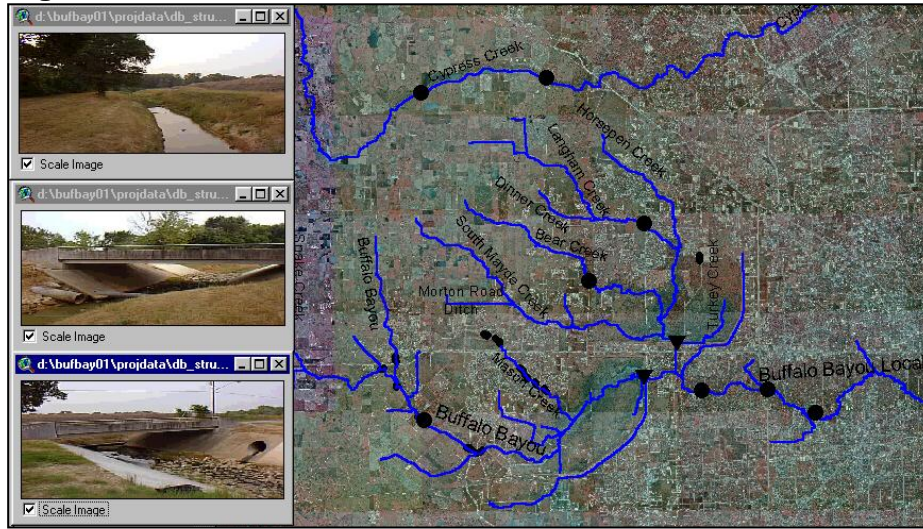 d:\bufbay01\projdata\db_stru...
Scale Image
d:\bufbay01\projdata\db_stru...
Scale Image
d:\bufbay01\projdata\db_stru...
Scale Image
Cypress Creek
Horsepen Creek
Langham Creek
Dinner Creek
Bear Creek
South Mayde Creek
Turkey Creek
Buffalo Bayou
Morton Road
Ditch
Mason Creek
Buffalo Bayou
Buffalo Bayou Local